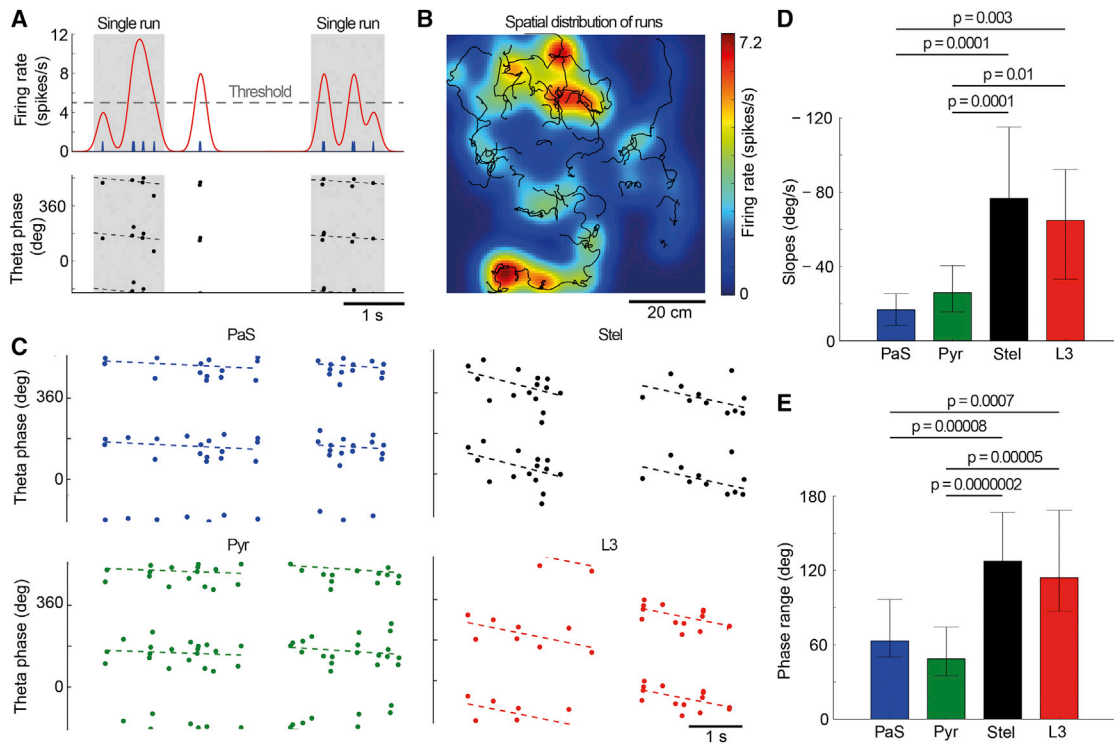 A
Single run
Single run
12
8
4
0
Firing rate
(spikes/s)
Threshold
360
0
Theta phase
(deg)
1 s
B
Spatial distribution of runs
7.2
0
Firing rate (spikes/s)
20 cm
C
PaS
Stel
360
0
Theta phase (deg)
Pyr
L3
360
0
Theta phase (deg)
1 s
D
p = 0.003
p = 0.0001
p = 0.01
p = 0.0001
− 120
− 80
− 40
0
Slopes (deg/s)
PaS Pyr Stel L3
E
p = 0.0007
p = 0.00008
p = 0.00005
p = 0.0000002
180
120
60
0
Phase range (deg)
PaS Pyr Stel L3